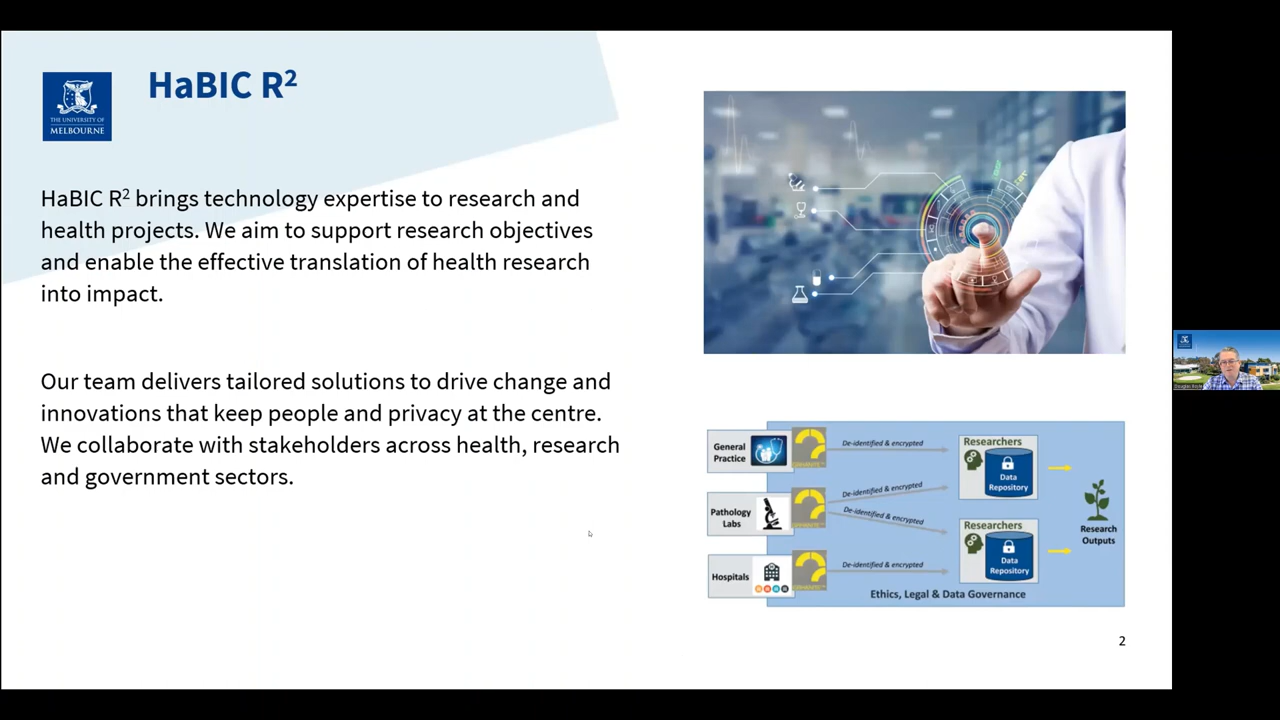 HaBIC R²
THE UNIVERSITY OF
MELBOURNE
HaBIC R² brings technology expertise to research and
health projects. We aim to support research objectives
and enable the effective translation of health research
into impact.
Our team delivers tailored solutions to drive change and
innovations that keep people and privacy at the centre.
We collaborate with stakeholders across health, research
and government sectors.
General
Practice
De-identified & encrypted
Researchers
Data
Repository
Pathology
Labs
De-identified & encrypted
De-identified & encrypted
Researchers
Data
Repository
Research
Outputs
Hospitals
De-identified & encrypted
Ethics, Legal & Data Governance
2